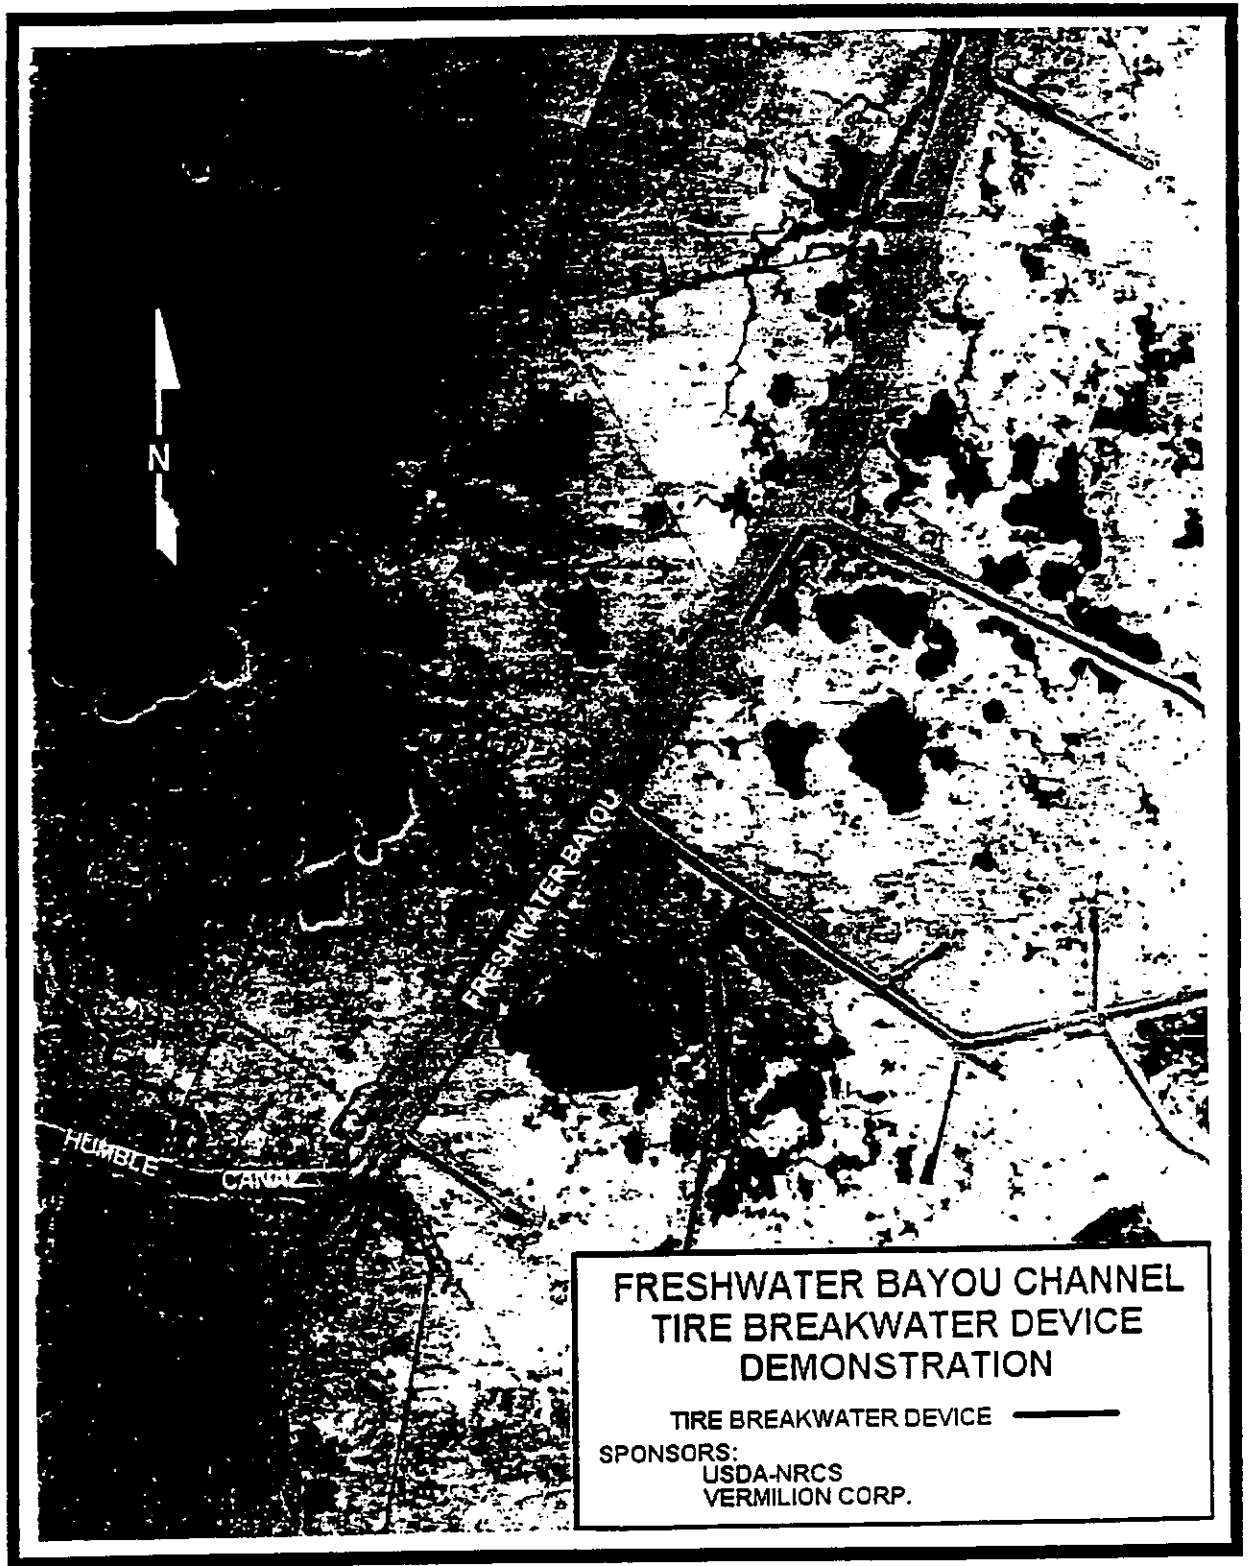 N
FRESHWATER BAYOU
HUMBLE
CANAL
FRESHWATER BAYOU CHANNEL
TIRE BREAKWATER DEVICE
DEMONSTRATION
TIRE BREAKWATER DEVICE
SPONSORS:
USDA-NRCS
VERMILION CORP.